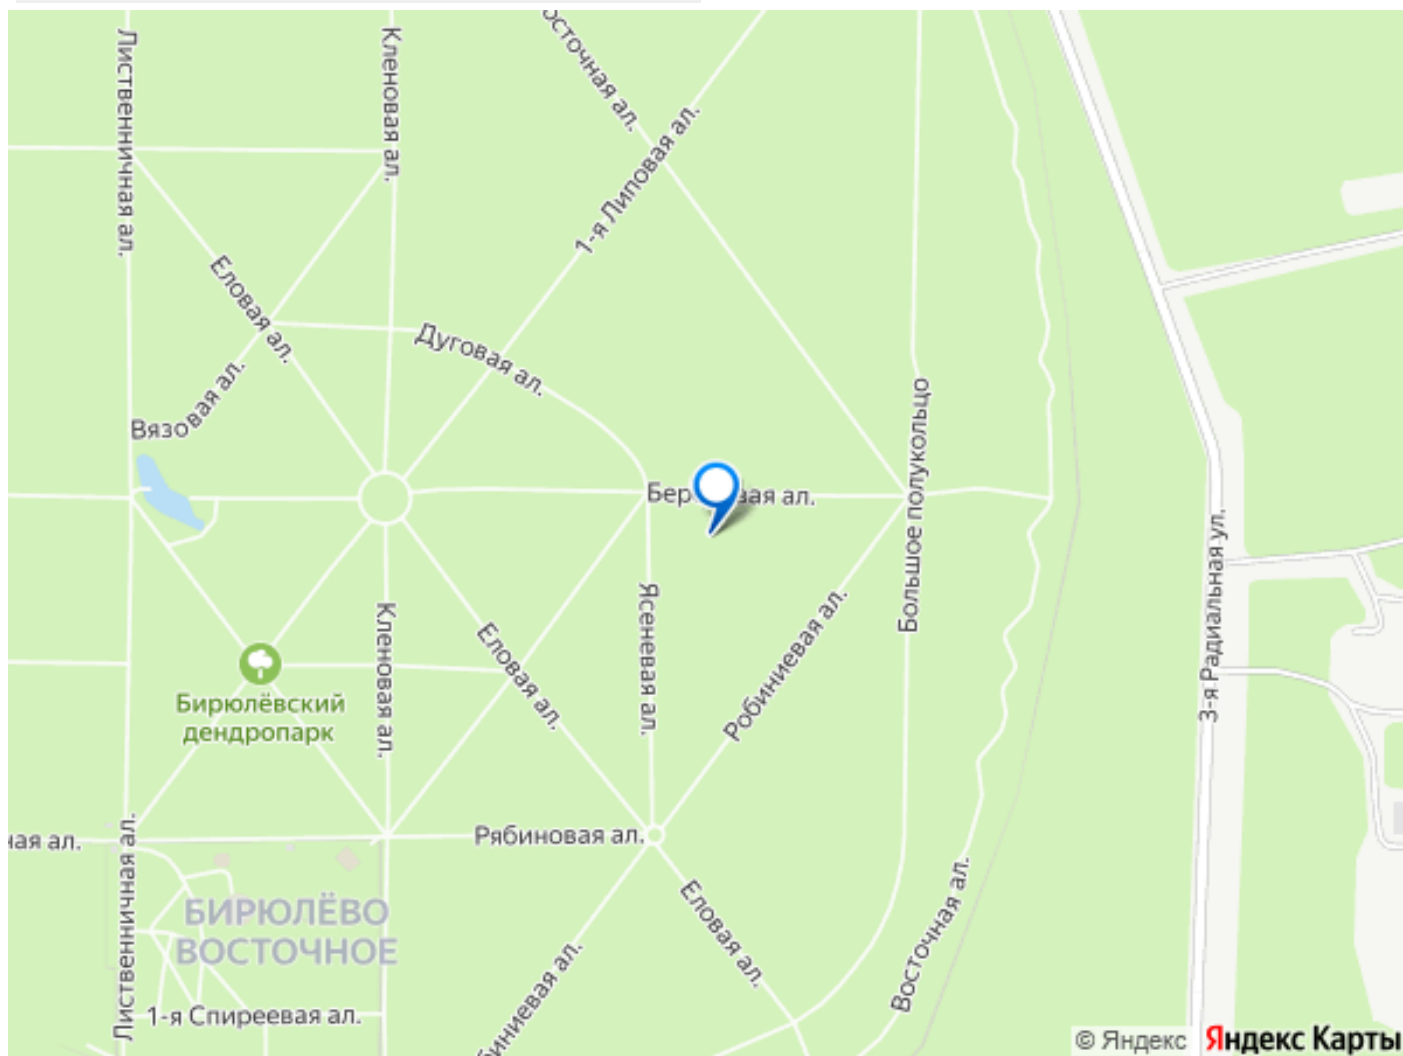 Лиственничная ал.
Кленовая ал.
осточная ал.
1-я Липовая ал.
Еловая ал.
Дуговая ал.
Вязовая ал.
Большое полукольцо
Бер
вая ал.
3-я Радиальная ул.
Ясеневая ал.
Робиниевая ал.
Кленовая ал.
Еловая ал.
Бирюлёвский
дендропарк
Рябиновая ал.
ная ал.
Лиственничная ал.
Еловая ал.
Восточная ал.
БИРЮЛЁВО
ВОСТОЧНОЕ
иниевая ал.
1-я Спиреевая ал.
© Яндекс Яндекс Карты